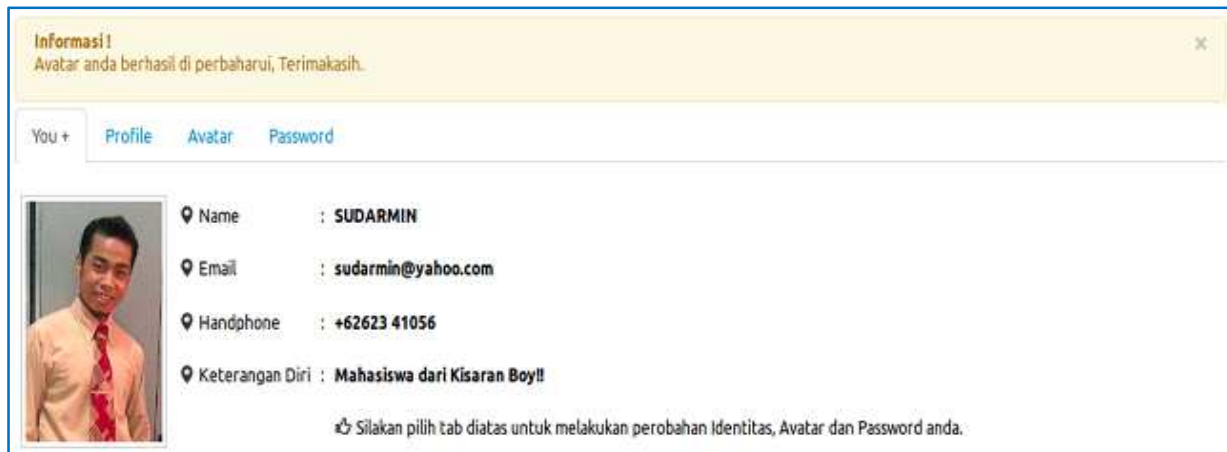 Informasi !
Avatar anda berhasil di perbaharui, Terimakasih.
×
You + Profile Avatar Password
Name : SUDARMIN
Email : sudarmin@yahoo.com
Handphone : +62623 41056
Keterangan Diri : Mahasiswa dari Kisaran Boy!!
Silakan pilih tab diatas untuk melakukan perobahan Identitas, Avatar dan Password anda.